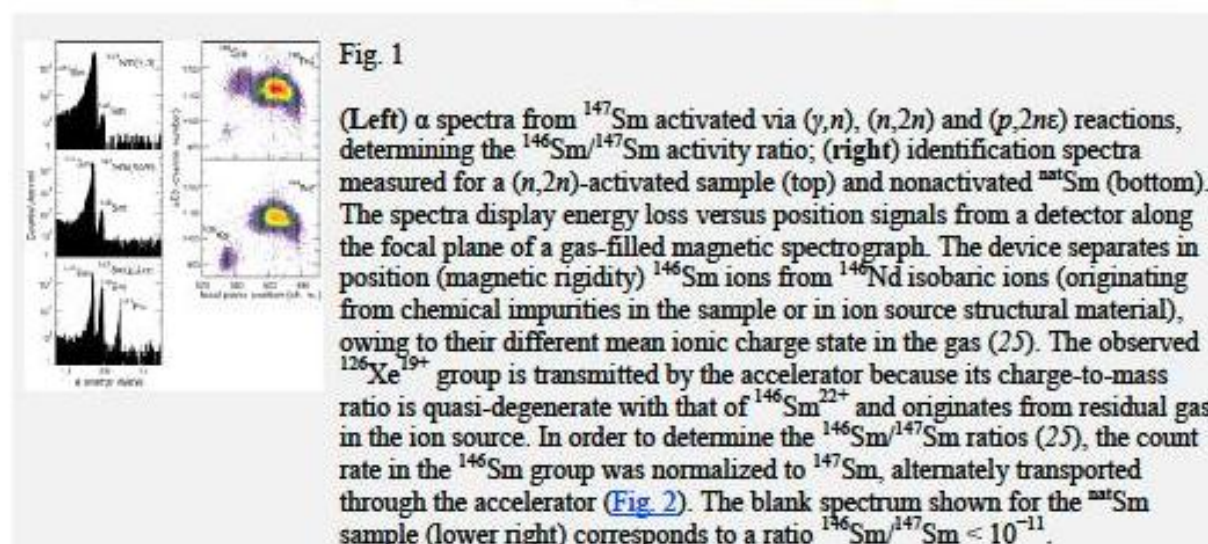 Fig. 1
(Left) α spectra from ¹⁴⁷Sm activated via (γ,n), (n,2n) and (p,2nε) reactions,
determining the ¹⁴⁶Sm/¹⁴⁷Sm activity ratio; (right) identification spectra
measured for a (n,2n)-activated sample (top) and nonactivated ⁿᵃᵗSm (bottom).
The spectra display energy loss versus position signals from a detector along
the focal plane of a gas-filled magnetic spectrograph. The device separates in
position (magnetic rigidity) ¹⁴⁶Sm ions from ¹⁴⁶Nd isobaric ions (originating
from chemical impurities in the sample or in ion source structural material),
owing to their different mean ionic charge state in the gas (25). The observed
¹²⁶Xe¹⁹⁺ group is transmitted by the accelerator because its charge-to-mass
ratio is quasi-degenerate with that of ¹⁴⁶Sm²²⁺ and originates from residual gas
in the ion source. In order to determine the ¹⁴⁶Sm/¹⁴⁷Sm ratios (25), the count
rate in the ¹⁴⁶Sm group was normalized to ¹⁴⁷Sm, alternately transported
through the accelerator (Fig. 2). The blank spectrum shown for the ⁿᵃᵗSm
sample (lower right) corresponds to a ratio ¹⁴⁶Sm/¹⁴⁷Sm < 10⁻¹¹.